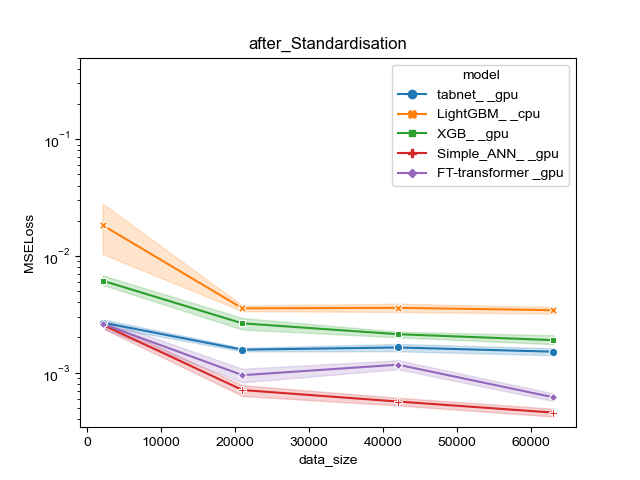 after_Standardisation
model
tabnet_ _gpu
LightGBM_ _cpu
XGB_ _gpu
Simple_ANN_ _gpu
FT-transformer _gpu
MSELoss
10⁻¹
10⁻²
10⁻³
0 10000 20000 30000 40000 50000 60000
data_size